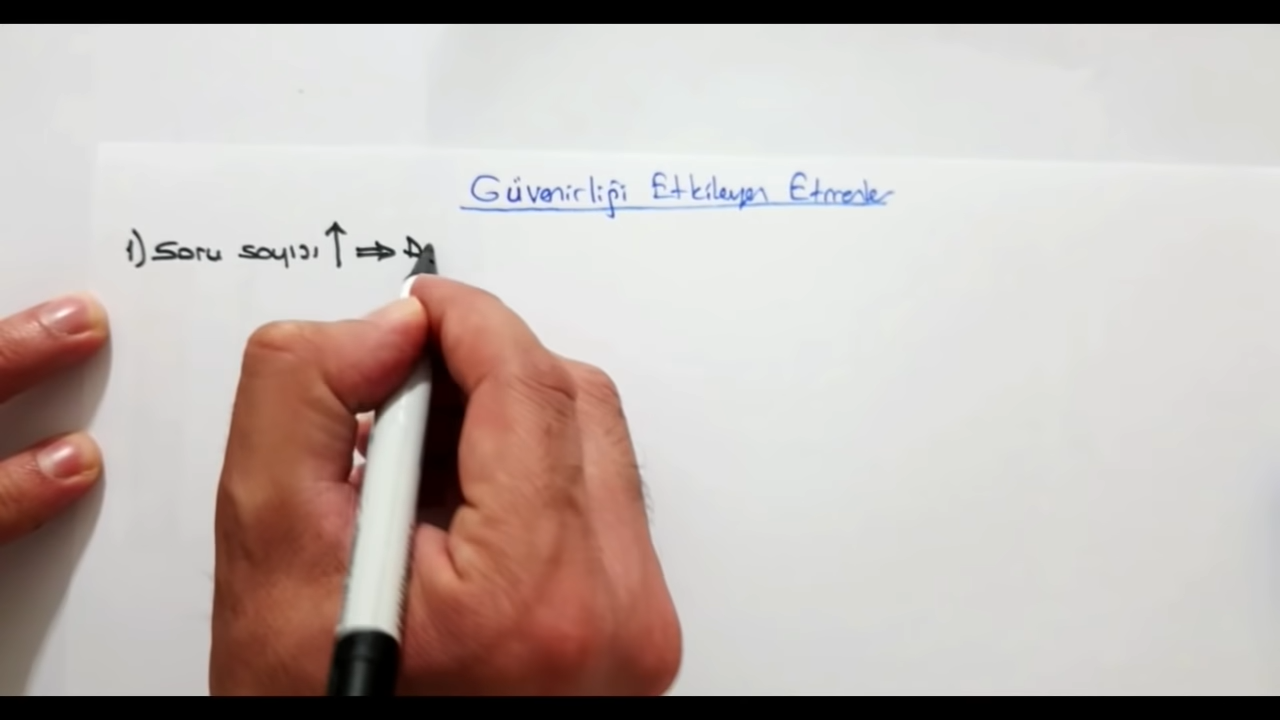 Güvenirliği Etkileyen Etmenler
1) Soru sayısı ↑ ⇒ D